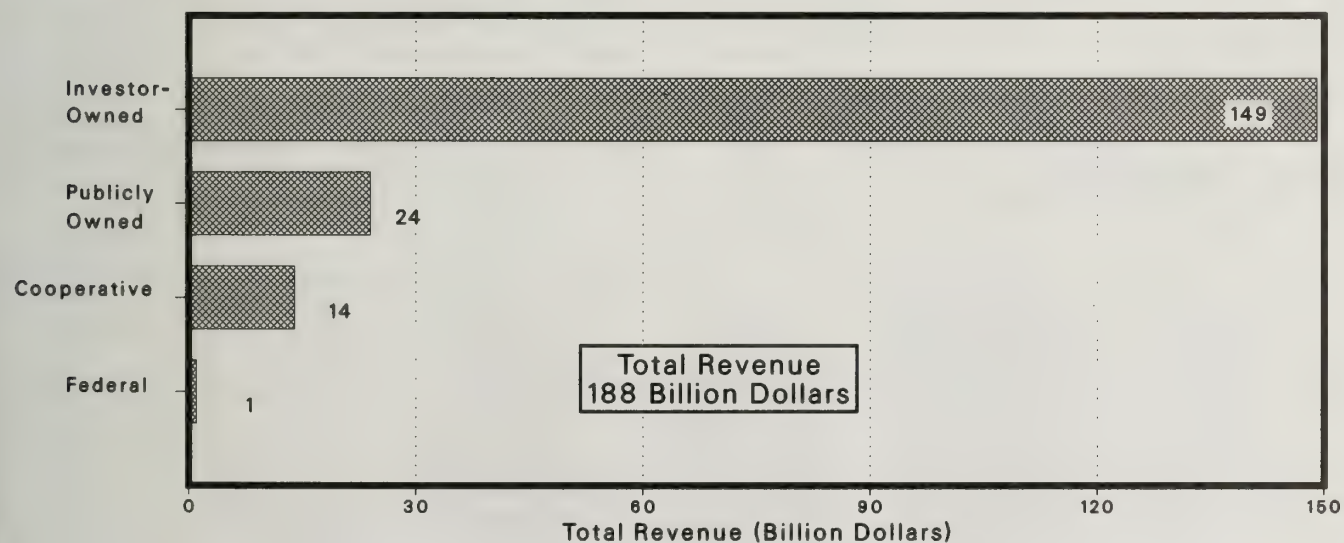 Investor-
Owned
149
Publicly
Owned
24
Cooperative
14
Federal
1
Total Revenue
188 Billion Dollars
0
30
60
90
120
150
Total Revenue (Billion Dollars)